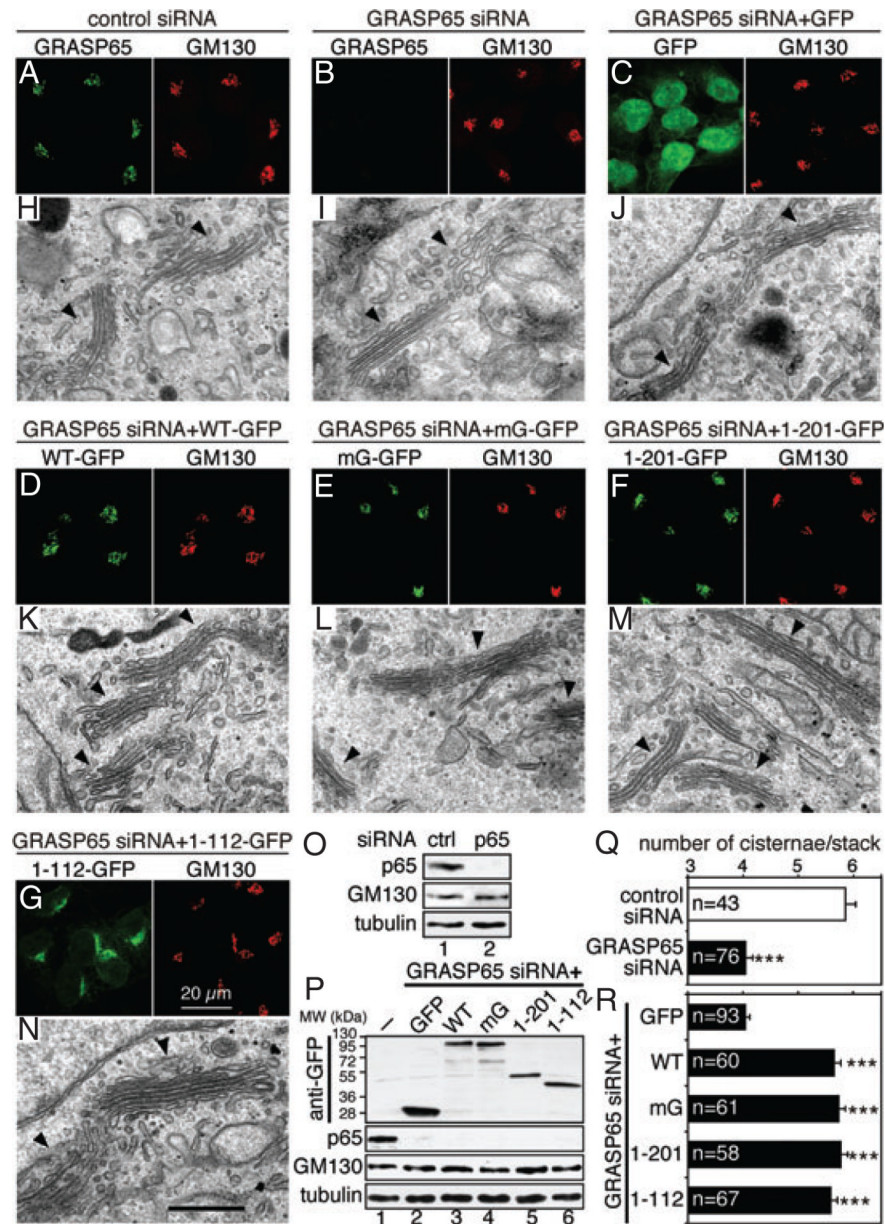 control siRNA
GRASP65 siRNA
GRASP65 siRNA+GFP
GRASP65 GM130
GRASP65 GM130
GFP GM130
A
B
C
H
I
J
GRASP65 siRNA+WT-GFP
GRASP65 siRNA+mG-GFP
GRASP65 siRNA+1-201-GFP
WT-GFP GM130
mG-GFP GM130
1-201-GFP GM130
D
E
F
K
L
M
GRASP65 siRNA+1-112-GFP
1-112-GFP GM130
G
20 µm
N
O
siRNA ctrl p65
p65
GM130
tubulin
1 2
P
GRASP65 siRNA+
MW (kDa)
– GFP WT mG 1-201 1-112
130
95
72
55
36
28
anti-GFP
p65
GM130
tubulin
1 2 3 4 5 6
Q
number of cisternae/stack
3 4 5 6
control siRNA n=43
GRASP65 siRNA n=76 ***
R
GRASP65 siRNA+
GFP n=93
WT n=60 ***
mG n=61 ***
1-201 n=58 ***
1-112 n=67 ***